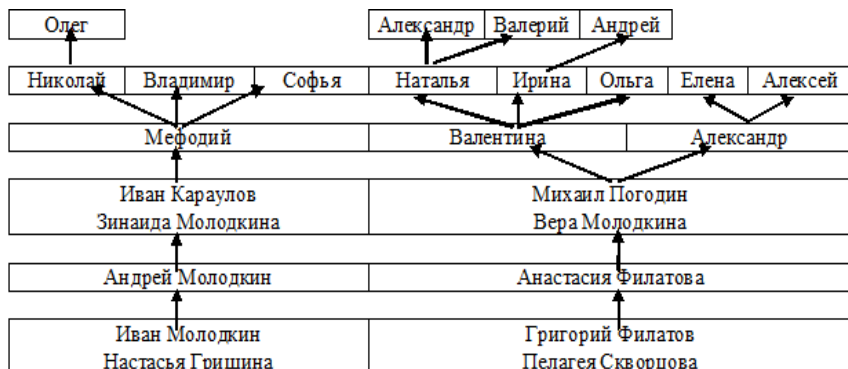 Олег Александр Валерий Андрей
Николай Владимир Софья Наталья Ирина Ольга Елена Алексей
Мефодий Валентина Александр
Иван Караулов Михаил Погодин
Зинаида Молодкина Вера Молодкина
Андрей Молодкин Анастасия Филатова
Иван Молодкин Григорий Филатов
Настасья Гришина Пелагея Скворцова